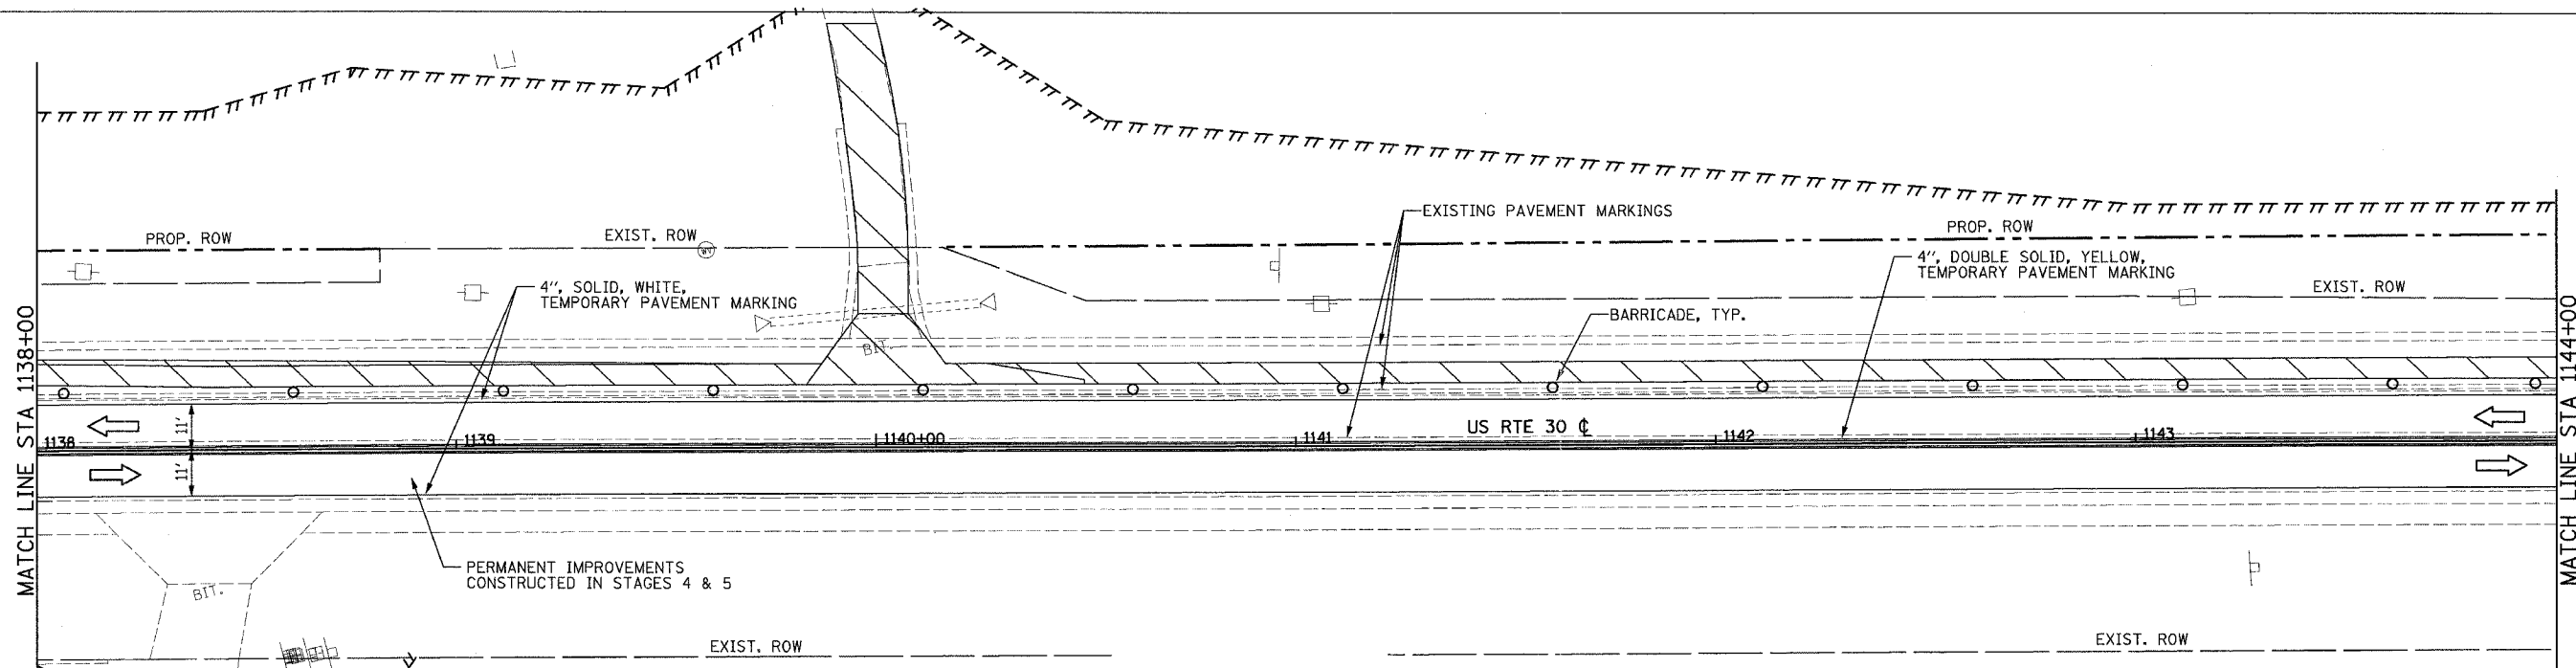 PROP. ROW
EXIST. ROW
EXISTING PAVEMENT MARKINGS
PROP. ROW
4", SOLID, WHITE,
TEMPORARY PAVEMENT MARKING
4", DOUBLE SOLID, YELLOW,
TEMPORARY PAVEMENT MARKING
EXIST. ROW
BARRICADE, TYP.
BIT.
MATCH LINE STA 1138+00
MATCH LINE STA 1144+00
11'
11'
1138
1139
1140+00
1141
US RTE 30 ℄
1142
1143
PERMANENT IMPROVEMENTS
CONSTRUCTED IN STAGES 4 & 5
BIT.
EXIST. ROW
EXIST. ROW